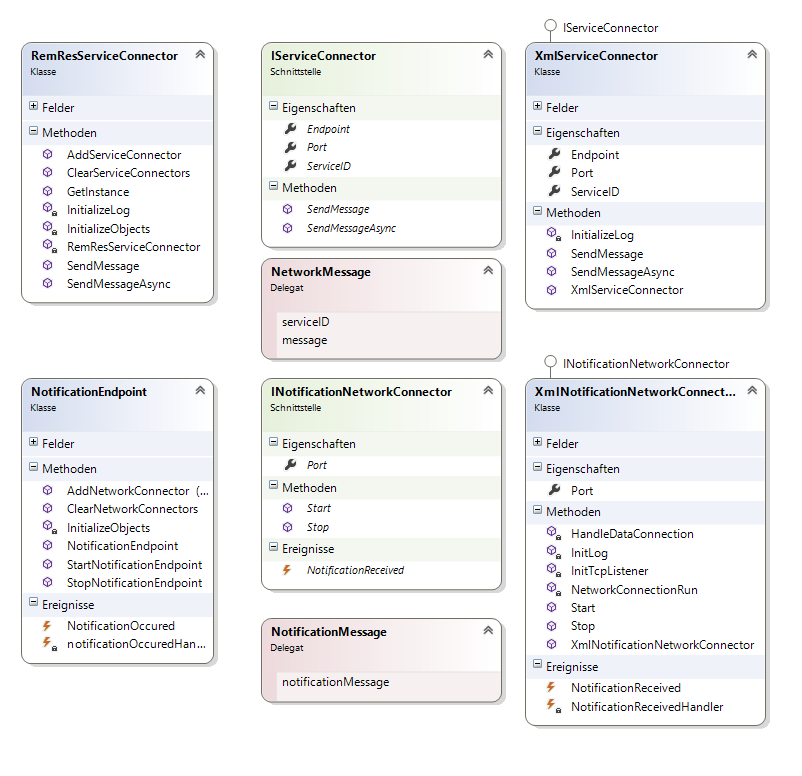 RemResServiceConnector
Klasse
Felder
Methoden
AddServiceConnector
ClearServiceConnectors
GetInstance
InitializeLog
InitializeObjects
RemResServiceConnector
SendMessage
SendMessageAsync
IServiceConnector
Schnittstelle
Eigenschaften
Endpoint
Port
ServiceID
Methoden
SendMessage
SendMessageAsync
IServiceConnector
XmlServiceConnector
Klasse
Felder
Eigenschaften
Endpoint
Port
ServiceID
Methoden
InitializeLog
SendMessage
SendMessageAsync
XmlServiceConnector
NetworkMessage
Delegat
serviceID
message
NotificationEndpoint
Klasse
Felder
Methoden
AddNetworkConnector (...
ClearNetworkConnectors
InitializeObjects
NotificationEndpoint
StartNotificationEndpoint
StopNotificationEndpoint
Ereignisse
NotificationOccured
notificationOccuredHan...
INotificationNetworkConnector
Schnittstelle
Eigenschaften
Port
Methoden
Start
Stop
Ereignisse
NotificationReceived
INotificationNetworkConnector
XmlNotificationNetworkConnect...
Klasse
Felder
Eigenschaften
Port
Methoden
HandleDataConnection
InitLog
InitTcpListener
NetworkConnectionRun
Start
Stop
XmlNotificationNetworkConnector
Ereignisse
NotificationReceived
NotificationReceivedHandler
NotificationMessage
Delegat
notificationMessage